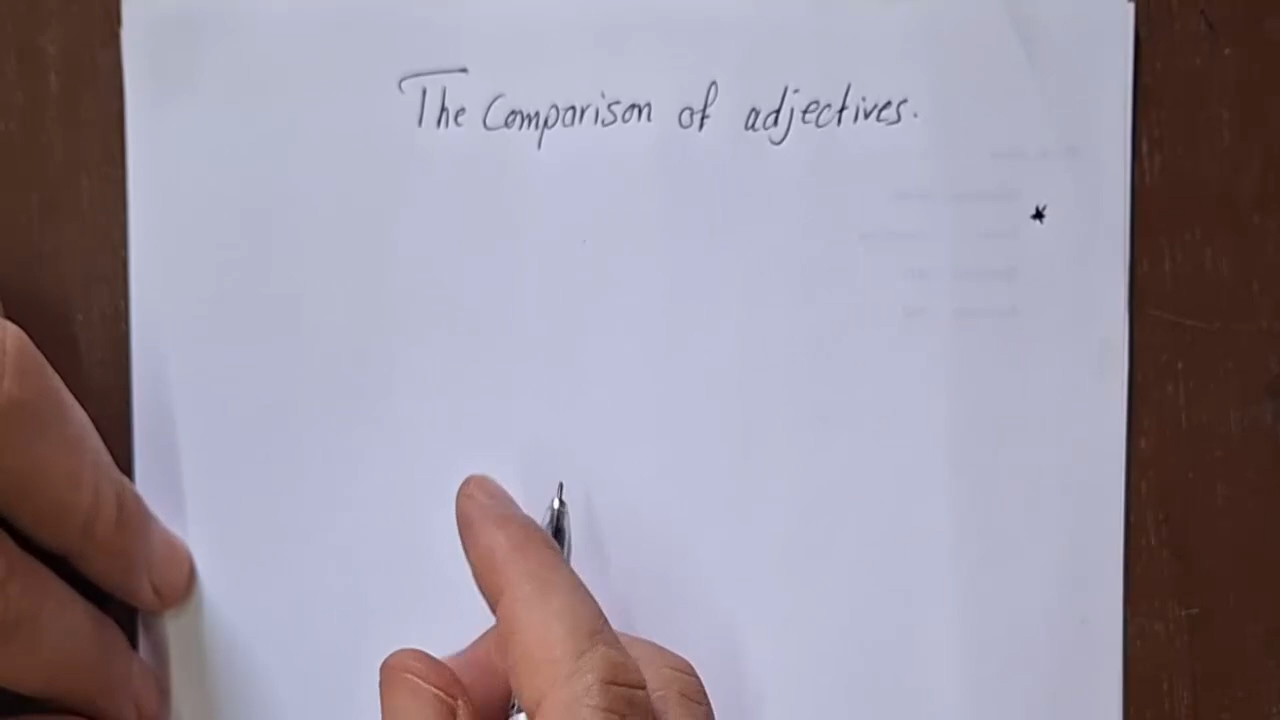 The Comparison of adjectives.
*